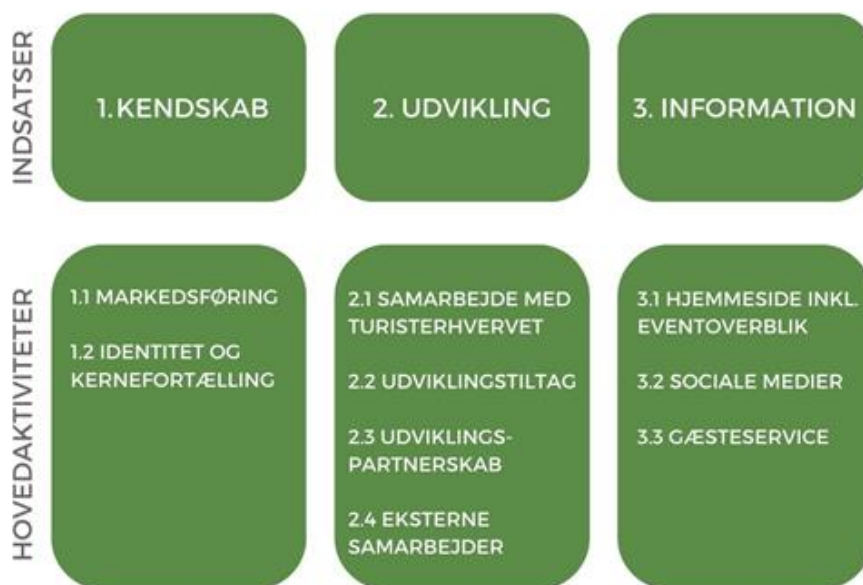 INDSATSER
1. KENDSKAB
2. UDVIKLING
3. INFORMATION
HOVEDAKTIVITETER
1.1 MARKEDSFØRING
1.2 IDENTITET OG
KERNEFORTÆLLING
2.1 SAMARBEJDE MED
TURISTERHVERVET
2.2 UDVIKLINGSTILTAG
2.3 UDVIKLINGS-
PARTNERSKAB
2.4 EKSTERNE
SAMARBEJDER
3.1 HJEMMESIDE INKL.
EVENTOVERBLIK
3.2 SOCIALE MEDIER
3.3 GÆSTESERVICE